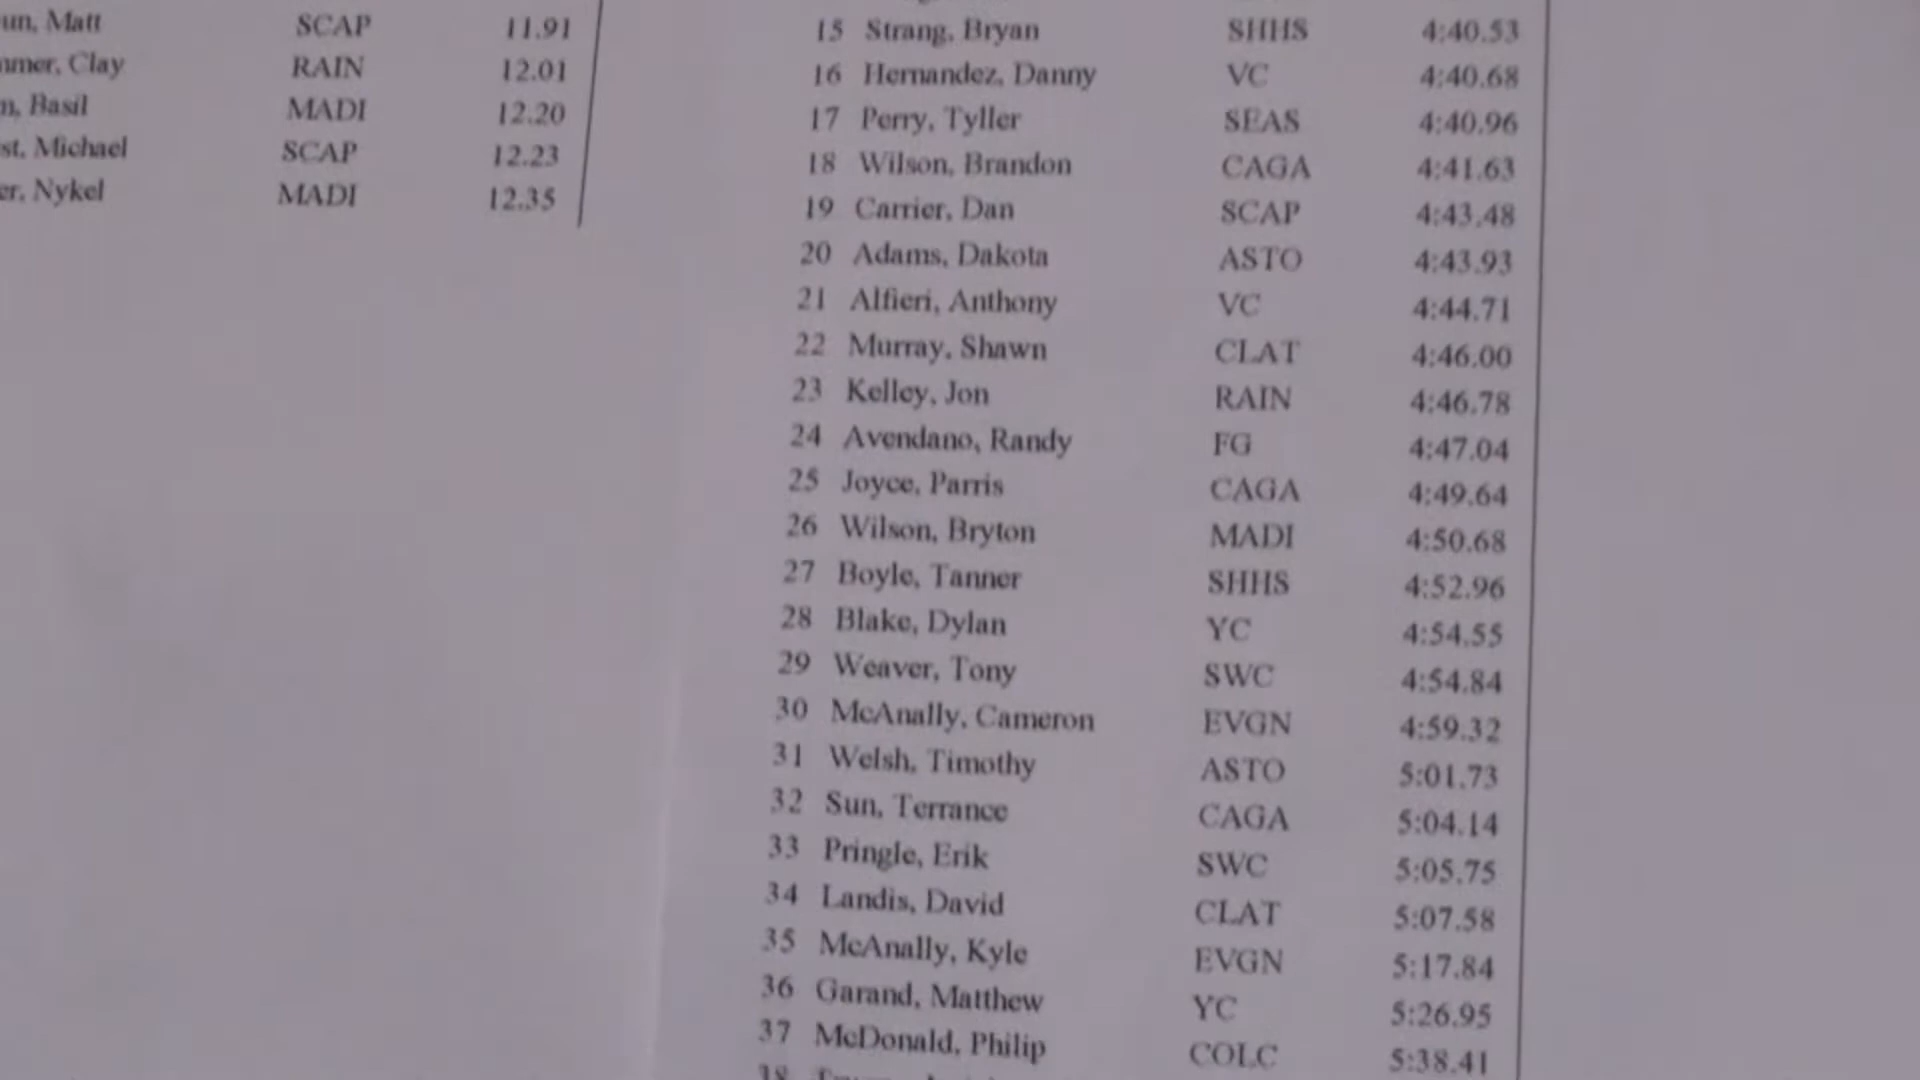 Matt SCAP 11.91
Clay RAIN 12.01
Basil MADI 12.20
Michael SCAP 12.23
Nykel MADI 12.35
15 Strang, Bryan SHHS 4:40.53
16 Hernandez, Danny VC 4:40.68
17 Perry, Tyller SEAS 4:40.96
18 Wilson, Brandon CAGA 4:41.63
19 Carrier, Dan SCAP 4:43.48
20 Adams, Dakota ASTO 4:43.93
21 Alfieri, Anthony VC 4:44.71
22 Murray, Shawn CLAT 4:46.00
23 Kelley, Jon RAIN 4:46.78
24 Avendano, Randy FG 4:47.04
25 Joyce, Parris CAGA 4:49.64
26 Wilson, Bryton MADI 4:50.68
27 Boyle, Tanner SHHS 4:52.96
28 Blake, Dylan YC 4:54.55
29 Weaver, Tony SWC 4:54.84
30 McAnally, Cameron EVGN 4:59.32
31 Welsh, Timothy ASTO 5:01.73
32 Sun, Terrance CAGA 5:04.14
33 Pringle, Erik SWC 5:05.75
34 Landis, David CLAT 5:07.58
35 McAnally, Kyle EVGN 5:17.84
36 Garand, Matthew YC 5:26.95
37 McDonald, Philip COLC 5:38.41
38